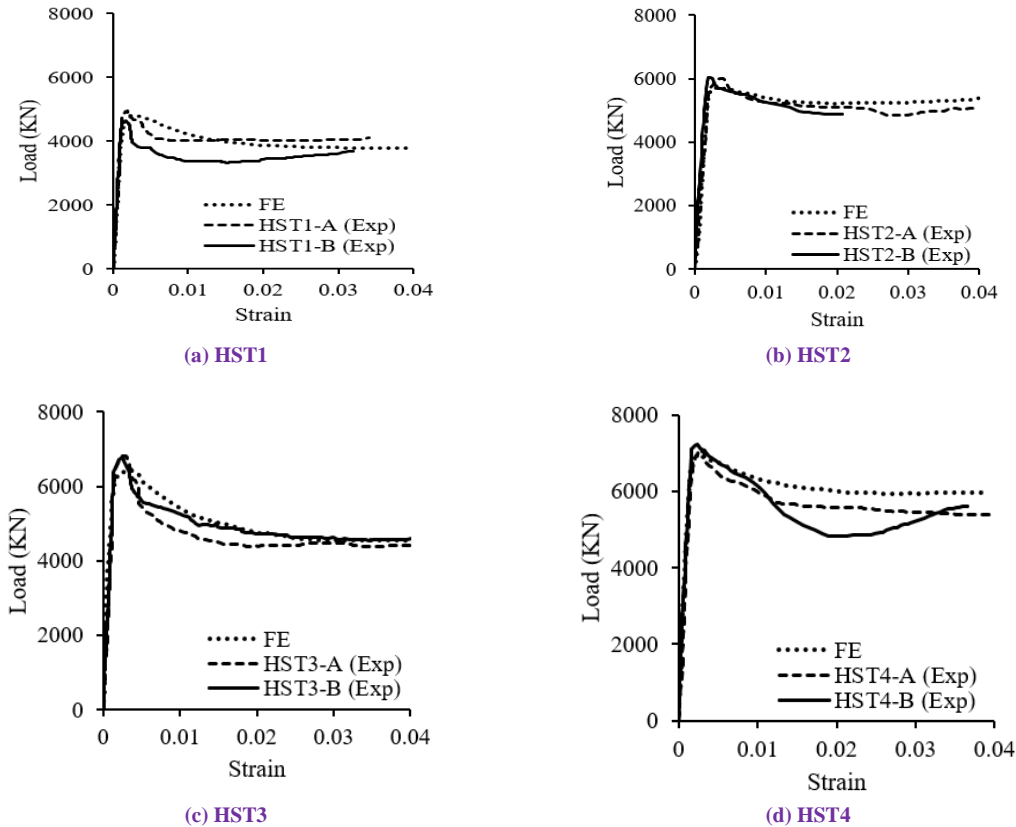 8000
6000
4000
2000
0
Load (KN)
FE
HST1-A (Exp)
HST1-B (Exp)
0 0.01 0.02 0.03 0.04
Strain
(a) HST1
8000
6000
4000
2000
0
Load (KN)
FE
HST2-A (Exp)
HST2-B (Exp)
0 0.01 0.02 0.03 0.04
Strain
(b) HST2
8000
6000
4000
2000
0
Load (KN)
FE
HST3-A (Exp)
HST3-B (Exp)
0 0.01 0.02 0.03 0.04
Strain
(c) HST3
8000
6000
4000
2000
0
Load (KN)
FE
HST4-A (Exp)
HST4-B (Exp)
0 0.01 0.02 0.03 0.04
Strain
(d) HST4